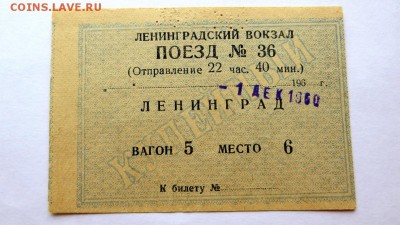 COINS.LAVE.RU
ЛЕНИНГРАДСКИЙ ВОКЗАЛ
ПОЕЗД № 36
(Отправление 22 час. 40 мин.)
196 г.
- 1 ДЕК 1960
ЛЕНИНГРАД
КУПЕЙНЫЙ
ВАГОН 5 МЕСТО 6
К билету №